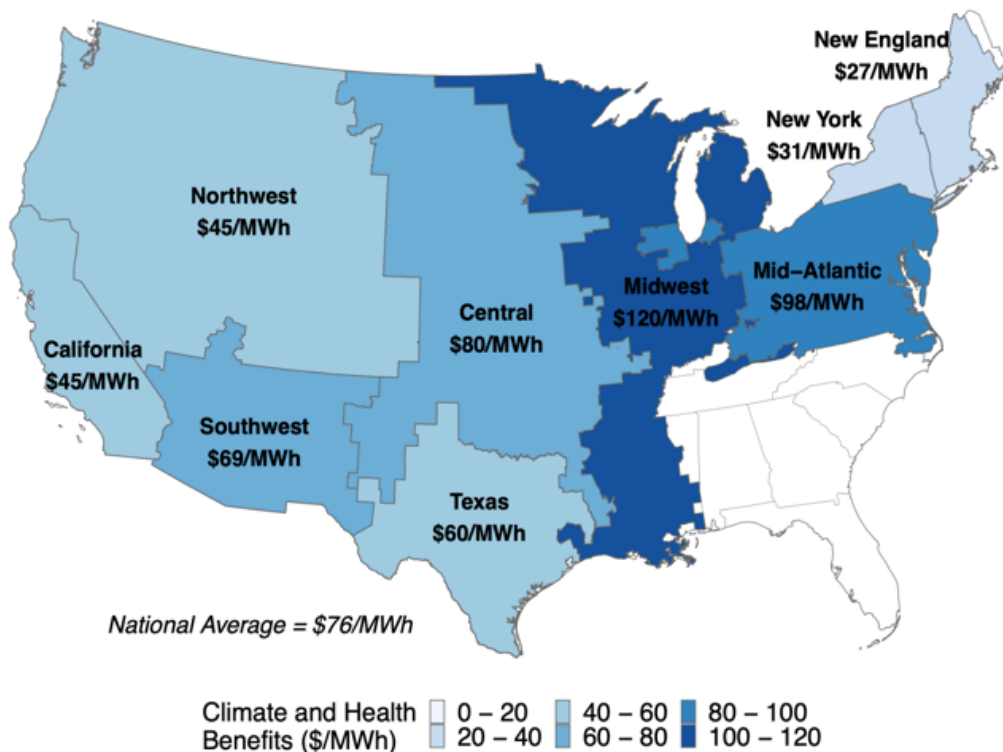 New England
$27/MWh
New York
$31/MWh
Northwest
$45/MWh
Mid–Atlantic
$98/MWh
Midwest
$120/MWh
Central
$80/MWh
California
$45/MWh
Southwest
$69/MWh
Texas
$60/MWh
National Average = $76/MWh
Climate and Health
Benefits ($/MWh)
0 – 20
20 – 40
40 – 60
60 – 80
80 – 100
100 – 120